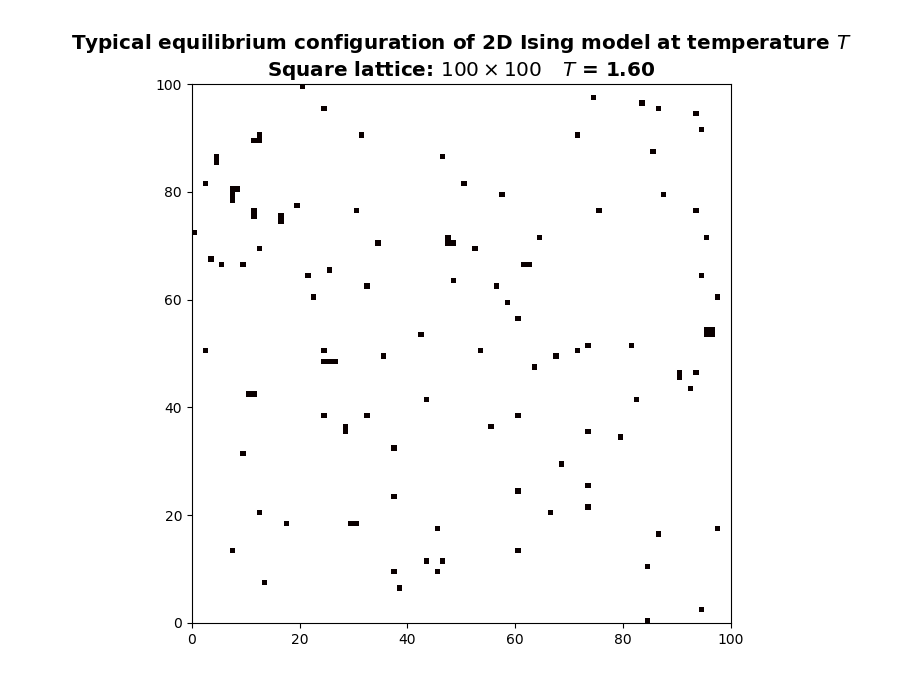 Typical equilibrium configuration of 2D Ising model at temperature T
Square lattice: 100 × 100 T = 1.60
100
80
60
40
20
0
0 20 40 60 80 100